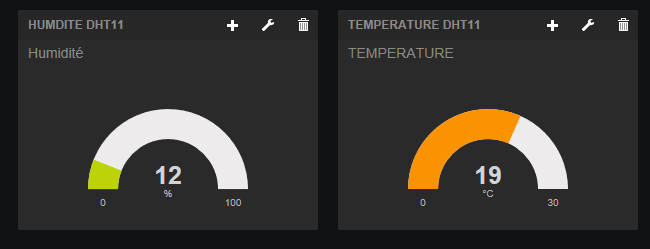 HUMDITE DHT11
Humidité
12
%
0 100
TEMPERATURE DHT11
TEMPERATURE
19
°C
0 30